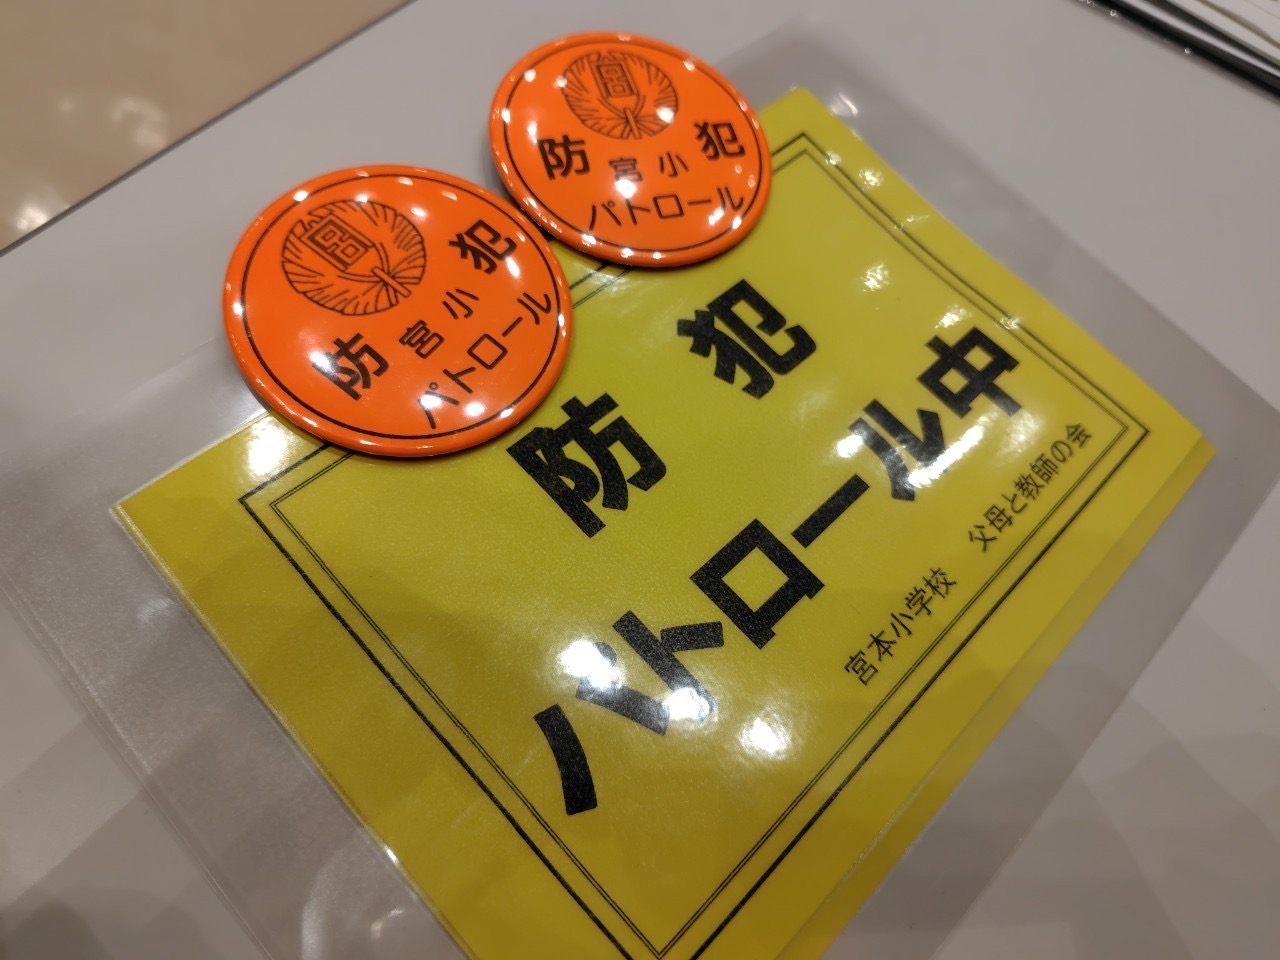 宮
防 犯
宮小
パトロール
宮
防 犯
宮小
パトロール
防犯
パトロール中
宮本小学校 父母と教師の会